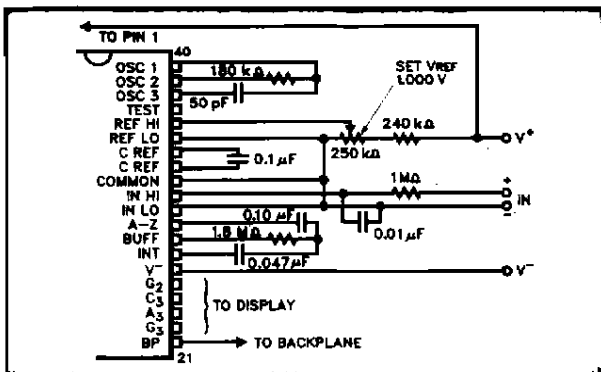 TO PIN 1
40
OSC 1
OSC 2
OSC 3
TEST
REF HI
REF LO
C REF
C REF
COMMON
IN HI
IN LO
A-Z
BUFF
INT
V-
G2
C3
A3
G3
BP
21
180 kΩ
50 pF
SET VREF
1.000 V
240 kΩ
250 kΩ
V+
0.1 µF
1 MΩ
+
IN
−
0.10 µF
0.01 µF
1.8 MΩ
0.047 µF
V−
TO DISPLAY
TO BACKPLANE